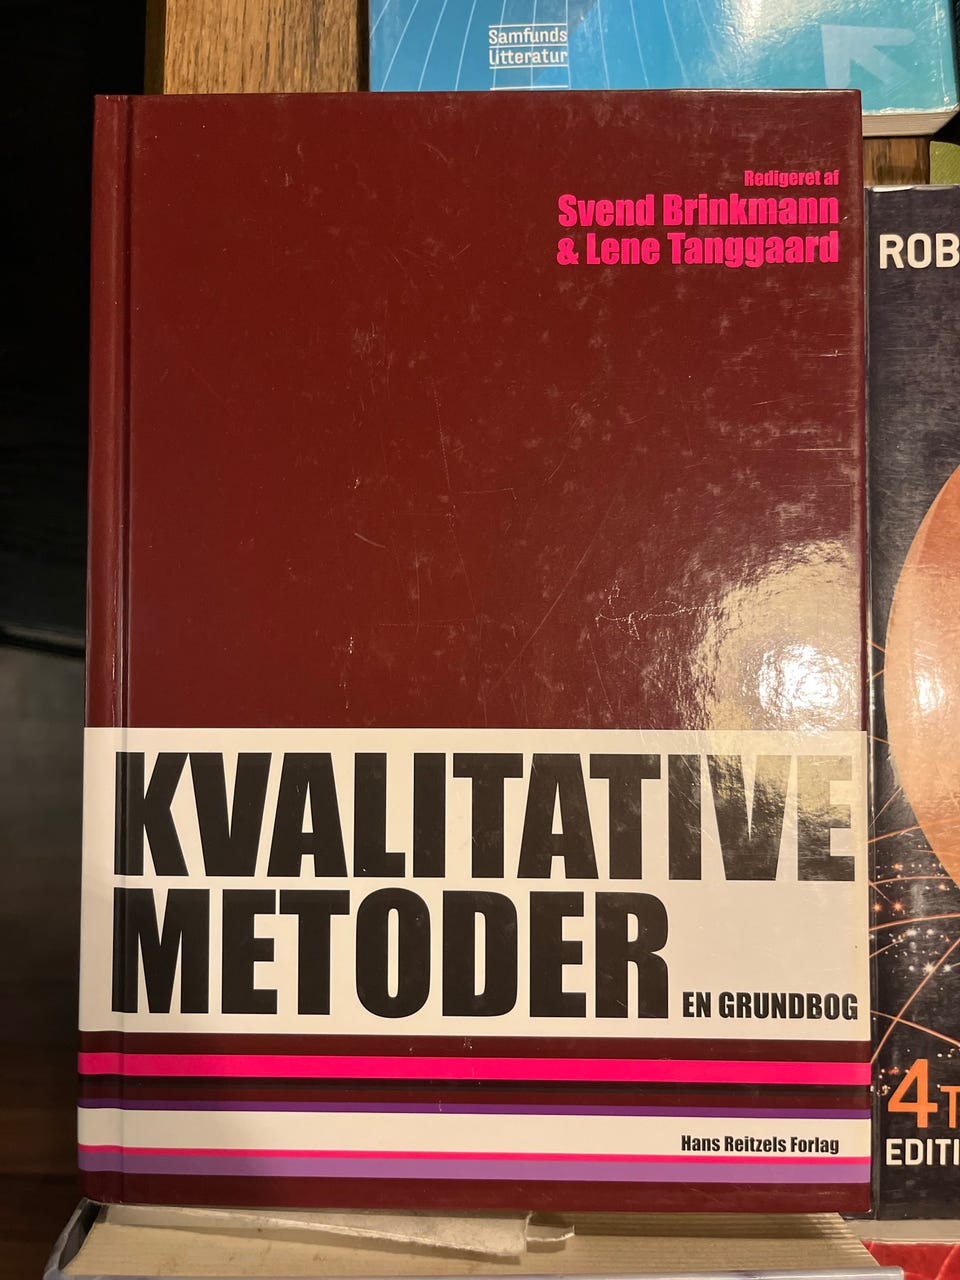 Samfunds
Litteratur
Redigeret af
Svend Brinkmann
& Lene Tanggaard
ROB
KVALITATIVE
METODER
EN GRUNDBOG
4T
EDITI
Hans Reitzels Forlag